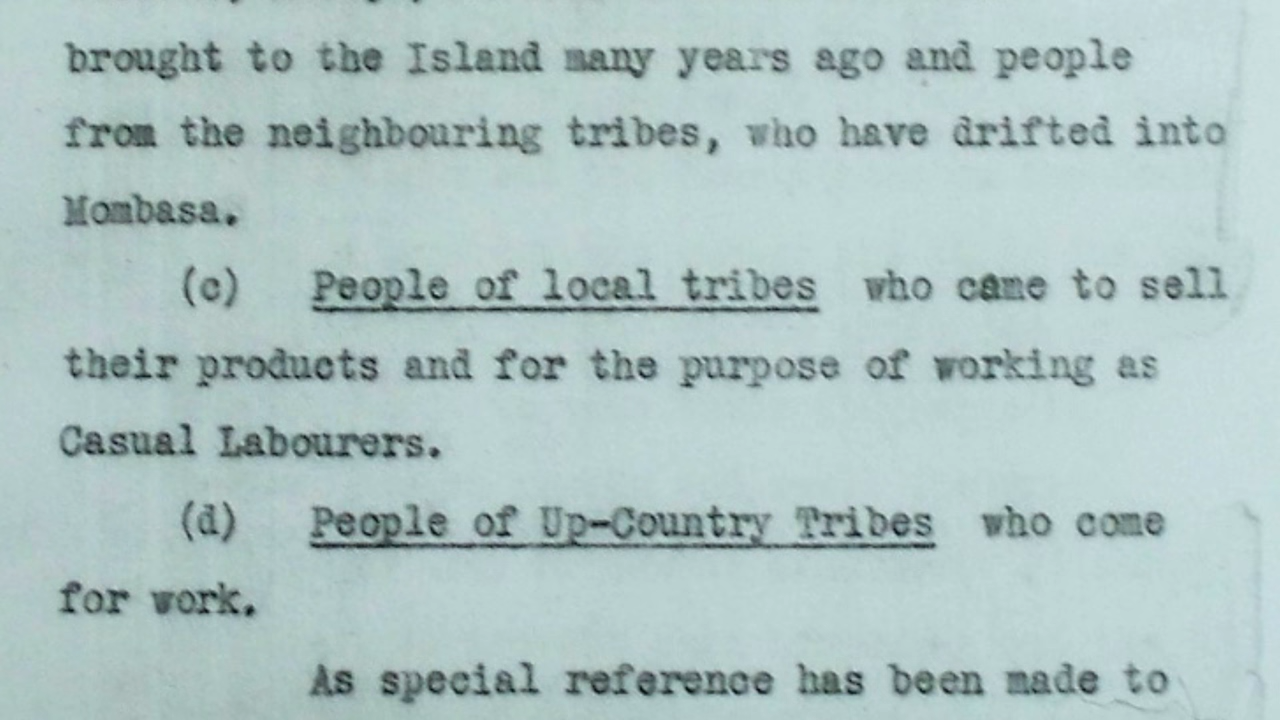 brought to the Island many years ago and people
from the neighbouring tribes, who have drifted into
Mombasa.
(c) People of local tribes who came to sell
their products and for the purpose of working as
Casual Labourers.
(d) People of Up-Country Tribes who come
for work.
As special reference has been made to